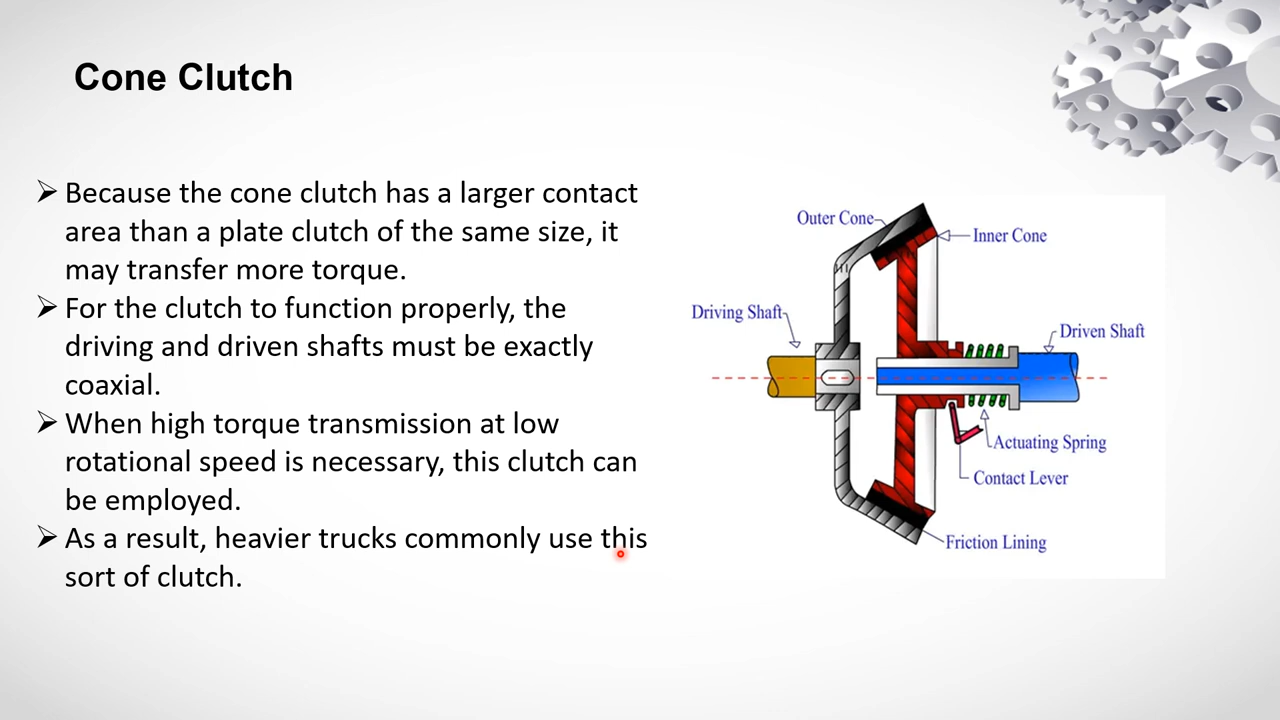 Cone Clutch
➢ Because the cone clutch has a larger contact
area than a plate clutch of the same size, it
may transfer more torque.
➢ For the clutch to function properly, the
driving and driven shafts must be exactly
coaxial.
➢ When high torque transmission at low
rotational speed is necessary, this clutch can
be employed.
➢ As a result, heavier trucks commonly use this
sort of clutch.
Outer Cone
Inner Cone
Driving Shaft
Driven Shaft
Actuating Spring
Contact Lever
Friction Lining